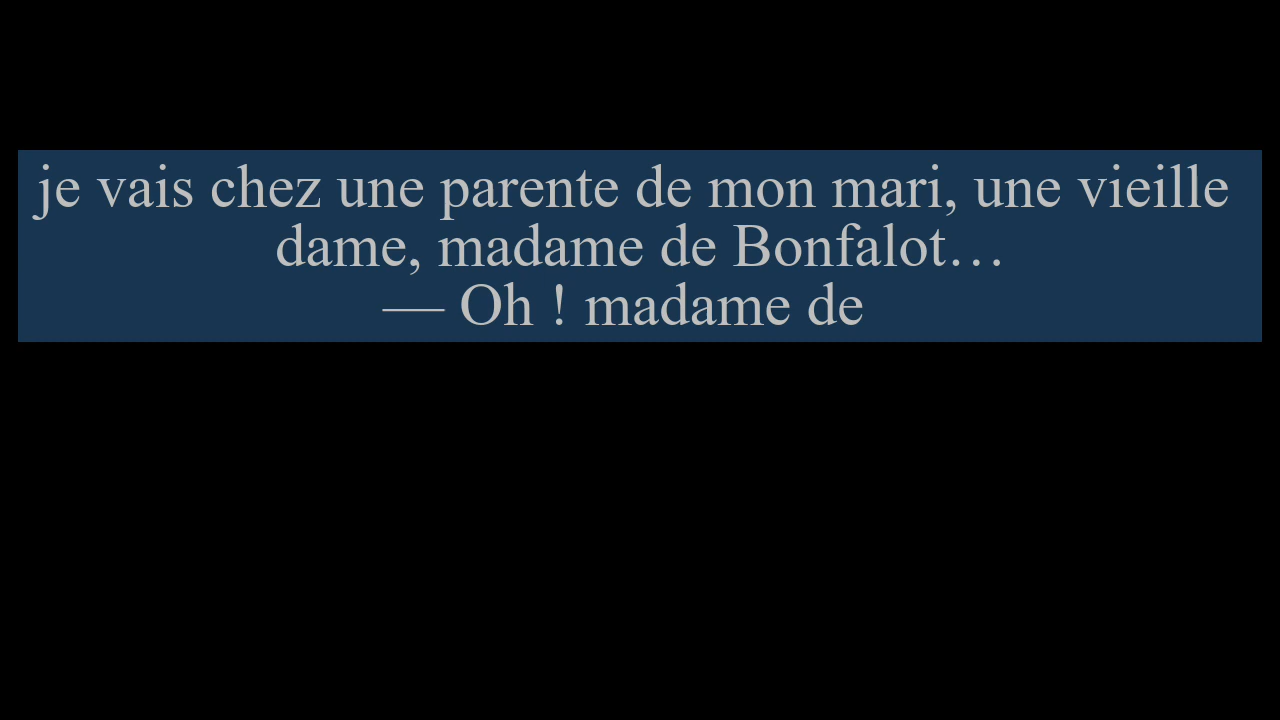 je vais chez une parente de mon mari, une vieille
dame, madame de Bonfalot…
— Oh ! madame de